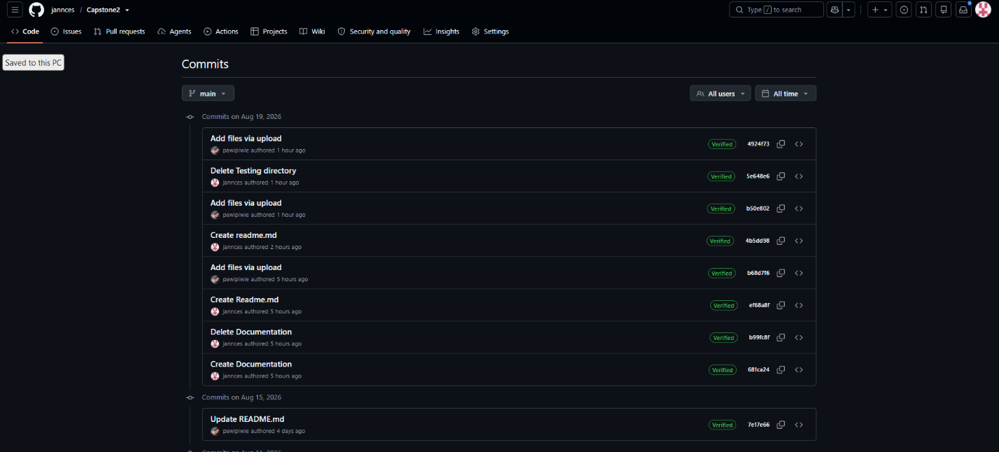 jannces / Capstone2
Type / to search
Code
Issues
Pull requests
Agents
Actions
Projects
Wiki
Security and quality
Insights
Settings
Saved to this PC
Commits
main
All users
All time
Commits on Aug 19, 2026
Add files via upload
pawipiwie authored 1 hour ago
Verified
4924f73
Delete Testing directory
jannces authored 1 hour ago
Verified
5e648e6
Add files via upload
pawipiwie authored 1 hour ago
Verified
b50e802
Create readme.md
jannces authored 2 hours ago
Verified
4b5dd98
Add files via upload
pawipiwie authored 5 hours ago
Verified
b68d7f6
Create Readme.md
jannces authored 5 hours ago
Verified
ef68a8f
Delete Documentation
jannces authored 5 hours ago
Verified
b99fc8f
Create Documentation
jannces authored 5 hours ago
Verified
681ca24
Commits on Aug 15, 2026
Update README.md
pawipiwie authored 4 days ago
Verified
7e17e66
Commits on Aug 11, 2026